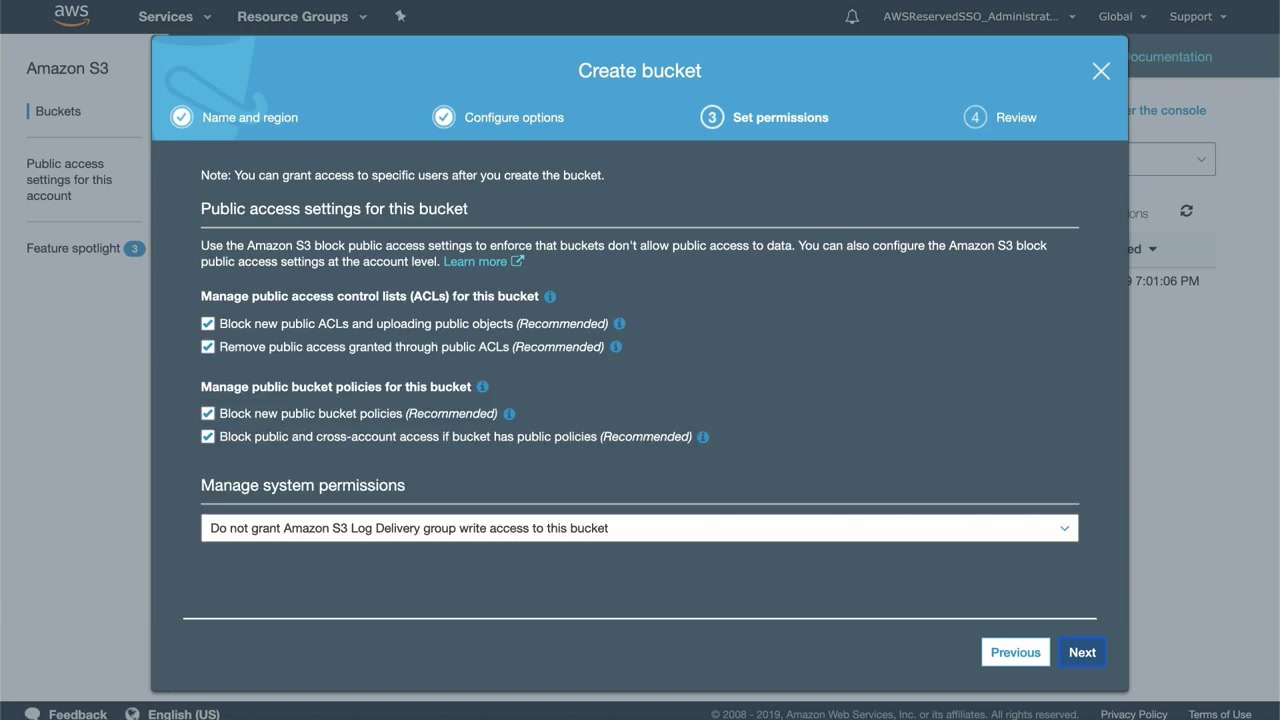 aws
Services
Resource Groups
AWSReservedSSO_Administrat...
Global
Support
Amazon S3
Buckets
Public access
settings for this
account
Feature spotlight 3
Documentation
er the console
ons
ed
9 7:01:06 PM
Create bucket
Name and region
Configure options
3 Set permissions
4 Review
Note: You can grant access to specific users after you create the bucket.
Public access settings for this bucket
Use the Amazon S3 block public access settings to enforce that buckets don't allow public access to data. You can also configure the Amazon S3 block
public access settings at the account level. Learn more
Manage public access control lists (ACLs) for this bucket
Block new public ACLs and uploading public objects (Recommended)
Remove public access granted through public ACLs (Recommended)
Manage public bucket policies for this bucket
Block new public bucket policies (Recommended)
Block public and cross-account access if bucket has public policies (Recommended)
Manage system permissions
Do not grant Amazon S3 Log Delivery group write access to this bucket
Previous
Next
Feedback
English (US)
© 2008 - 2019, Amazon Web Services, Inc. or its affiliates. All rights reserved.
Privacy Policy
Terms of Use